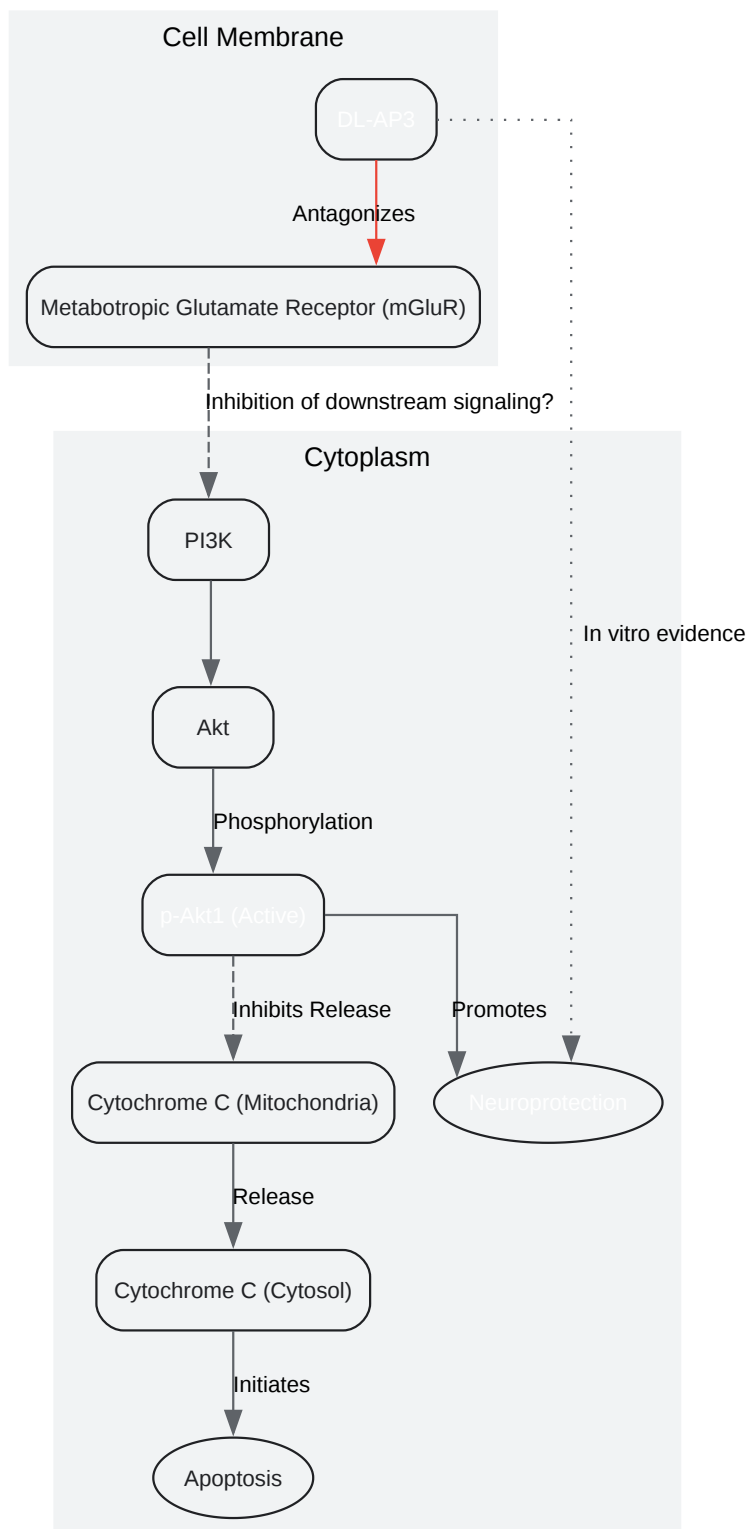 Cell Membrane
DL-AP3
Antagonizes
Metabotropic Glutamate Receptor (mGluR)
Inhibition of downstream signaling?
Cytoplasm
PI3K
In vitro evidence
Akt
Phosphorylation
p-Akt1 (Active)
Inhibits Release
Promotes
Cytochrome C (Mitochondria)
Neuroprotection
Release
Cytochrome C (Cytosol)
Initiates
Apoptosis